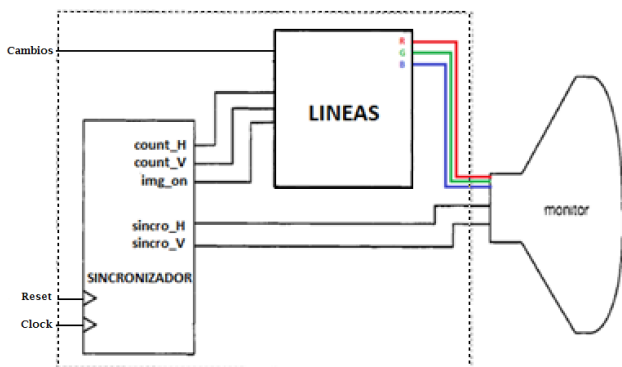 Cambios
R
G
B
LINEAS
count_H
count_V
img_on
sincro_H
sincro_V
SINCRONIZADOR
Reset
Clock
monitor